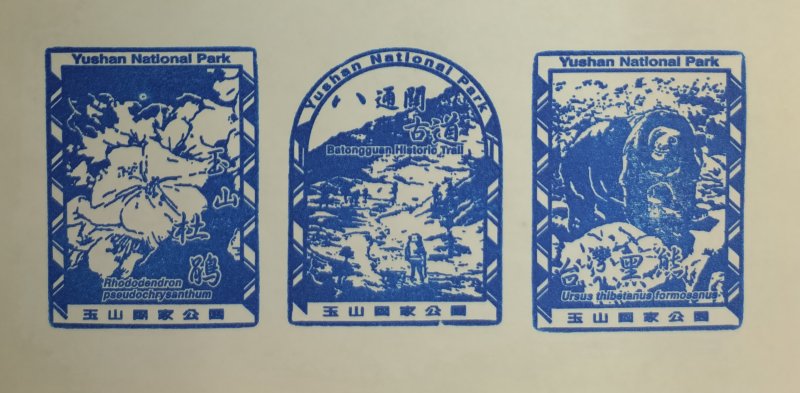 Yushan National Park
玉山杜鵑
Rhododendron
pseudochrysanthum
玉山國家公園
Yushan National Park
八通關
古道
Batongguan Historic Trail
玉山國家公園
Yushan National Park
台灣黑熊
Ursus thibetanus formosanus
玉山國家公園